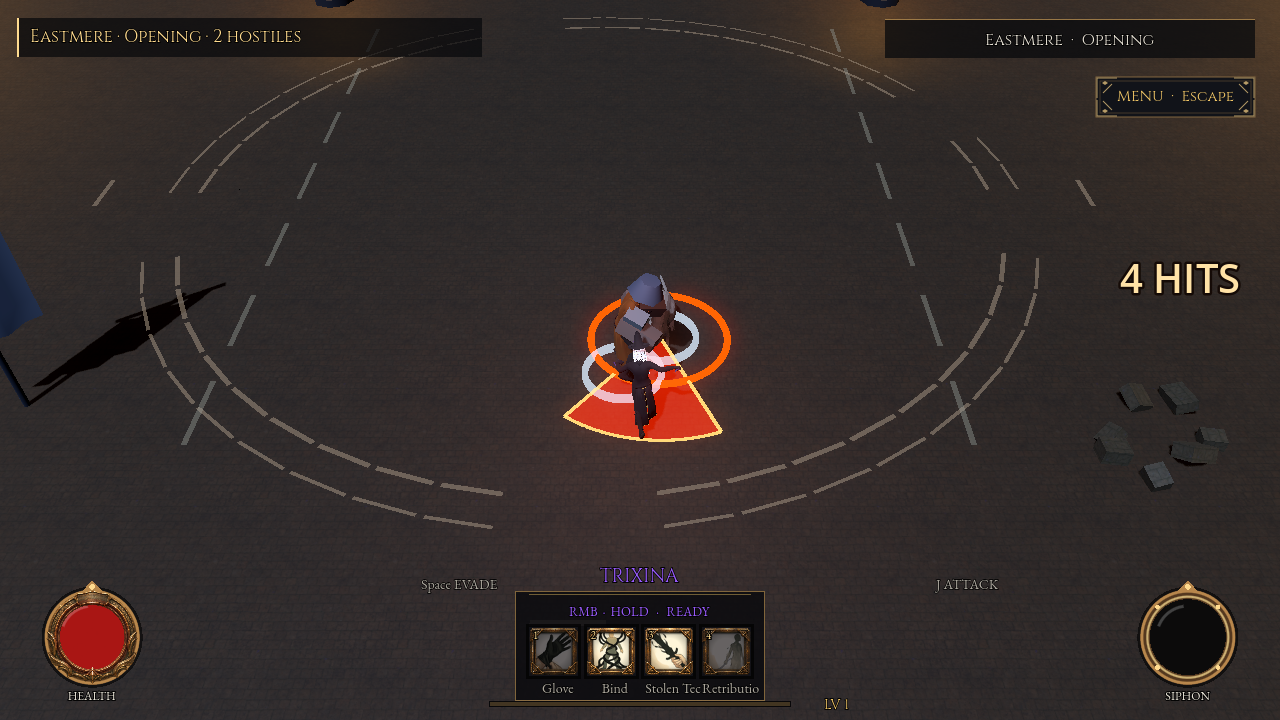 Eastmere · Opening · 2 hostiles
Eastmere · Opening
MENU · Escape
4 HITS
Space EVADE
J ATTACK
TRIXINA
RMB · HOLD · READY
1 2 3 4
Glove Bind Stolen Tec Retributio
HEALTH
SIPHON
LV 1